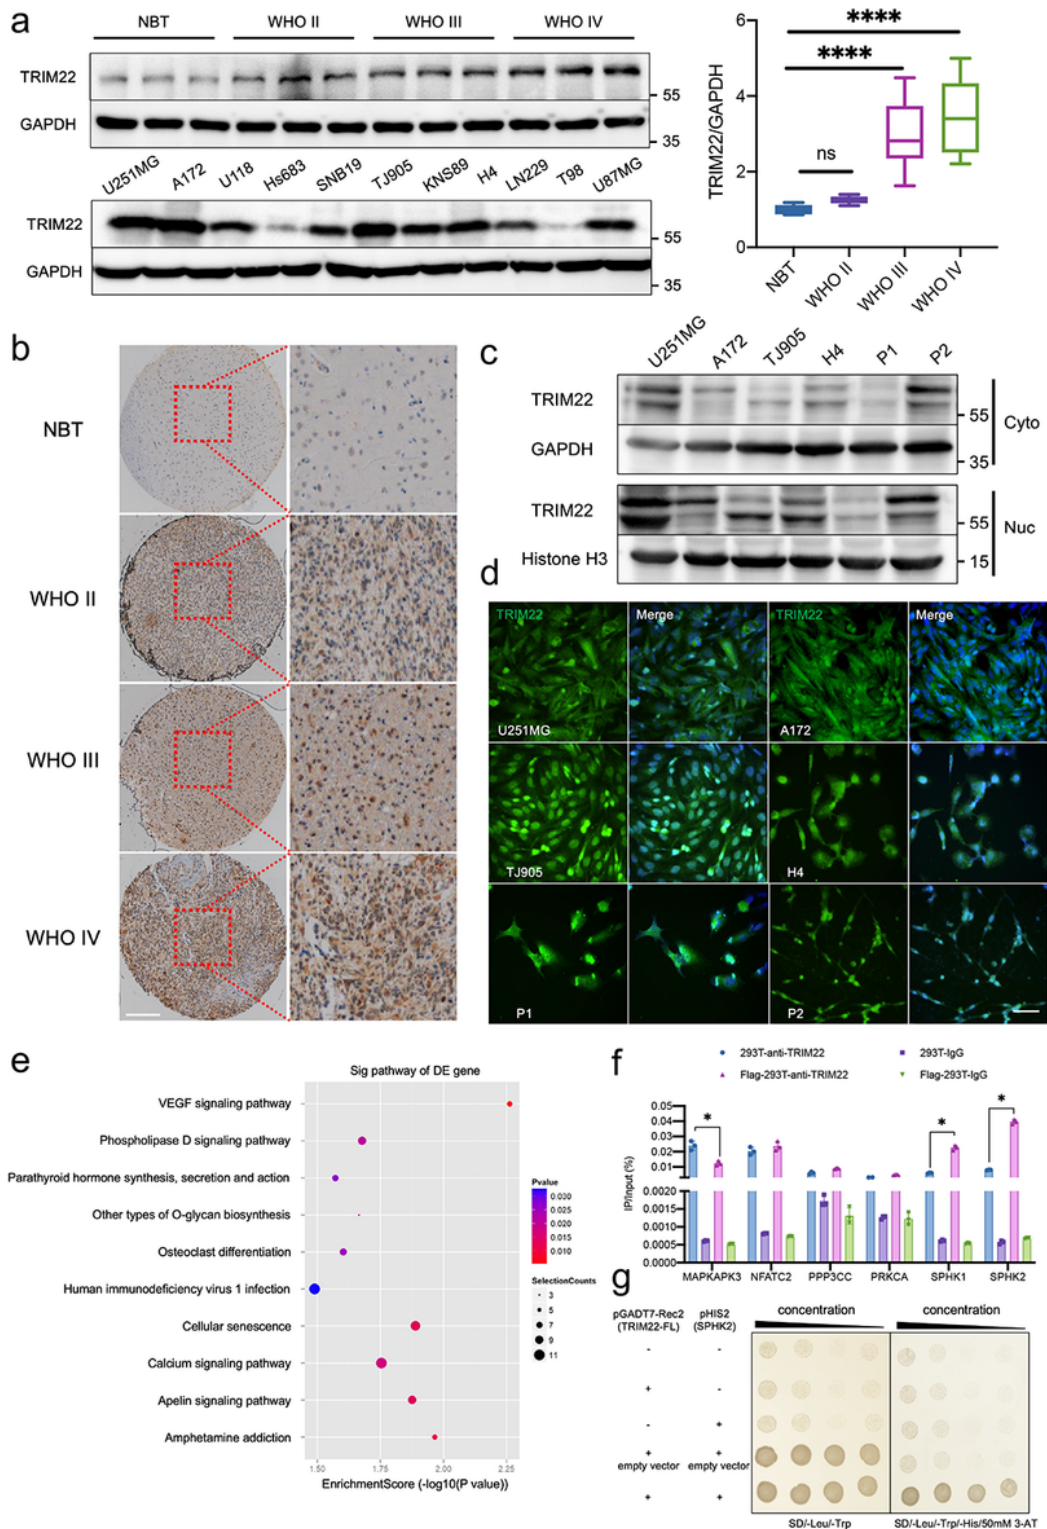 a
NBT
WHO II
WHO III
WHO IV
TRIM22
55
GAPDH
35
U251MG
A172
U118
Hs683
SNB19
TJ905
KNS89
H4
LN229
T98
U87MG
TRIM22
55
GAPDH
35
****
****
ns
TRIM22/GAPDH
6
4
2
0
NBT
WHO II
WHO III
WHO IV
b
NBT
WHO II
WHO III
WHO IV
c
U251MG
A172
TJ905
H4
P1
P2
TRIM22
55
GAPDH
35
Cyto
TRIM22
55
Histone H3
15
Nuc
d
TRIM22
Merge
TRIM22
Merge
U251MG
A172
TJ905
H4
P1
P2
e
Sig pathway of DE gene
VEGF signaling pathway
Phospholipase D signaling pathway
Parathyroid hormone synthesis, secretion and action
Other types of O-glycan biosynthesis
Osteoclast differentiation
Human immunodeficiency virus 1 infection
Cellular senescence
Calcium signaling pathway
Apelin signaling pathway
Amphetamine addiction
1.50
1.75
2.00
2.25
EnrichmentScore (-log10(P value))
Pvalue
0.030
0.025
0.020
0.015
0.010
SelectionCounts
3
5
7
9
11
f
293T-anti-TRIM22
293T-IgG
Flag-293T-anti-TRIM22
Flag-293T-IgG
IP/Input (%)
0.05
0.04
0.03
0.02
0.01
0.0020
0.0015
0.0010
0.0005
0.0000
*
*
*
MAPKAPK3
NFATC2
PPP3CC
PRKCA
SPHK1
SPHK2
g
pGADT7-Rec2
(TRIM22-FL)
pHIS2
(SPHK2)
concentration
concentration
- -
+ -
- +
+ +
empty vector empty vector
+ +
SD/-Leu/-Trp
SD/-Leu/-Trp/-His/50mM 3-AT